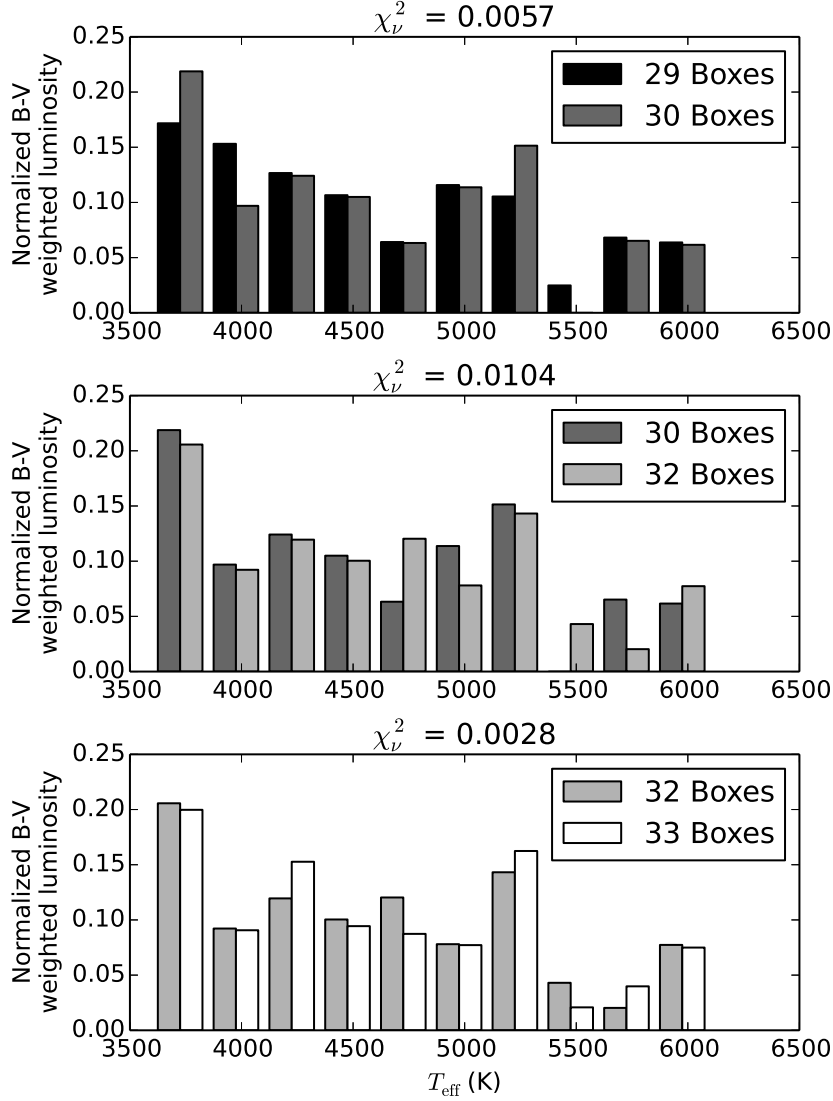 χ²ᵥ = 0.0057
Normalized B-V
weighted luminosity
0.25
0.20
0.15
0.10
0.05
0.00
29 Boxes
30 Boxes
3500 4000 4500 5000 5500 6000 6500
χ²ᵥ = 0.0104
Normalized B-V
weighted luminosity
0.25
0.20
0.15
0.10
0.05
0.00
30 Boxes
32 Boxes
3500 4000 4500 5000 5500 6000 6500
χ²ᵥ = 0.0028
Normalized B-V
weighted luminosity
0.25
0.20
0.15
0.10
0.05
0.00
32 Boxes
33 Boxes
3500 4000 4500 5000 5500 6000 6500
T_eff (K)